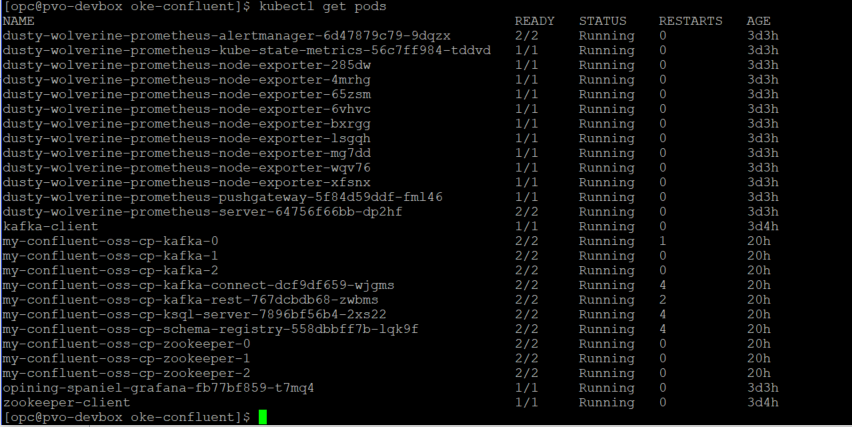 [opc@pvo-devbox oke-confluent]$ kubectl get pods
NAME READY STATUS RESTARTS AGE
dusty-wolverine-prometheus-alertmanager-6d47879c79-9dqzx 2/2 Running 0 3d3h
dusty-wolverine-prometheus-kube-state-metrics-56c7ff984-tddvd 1/1 Running 0 3d3h
dusty-wolverine-prometheus-node-exporter-285dw 1/1 Running 0 3d3h
dusty-wolverine-prometheus-node-exporter-4mrhg 1/1 Running 0 3d3h
dusty-wolverine-prometheus-node-exporter-65zsm 1/1 Running 0 3d3h
dusty-wolverine-prometheus-node-exporter-6vhvc 1/1 Running 0 3d3h
dusty-wolverine-prometheus-node-exporter-bxrgg 1/1 Running 0 3d3h
dusty-wolverine-prometheus-node-exporter-lsgqh 1/1 Running 0 3d3h
dusty-wolverine-prometheus-node-exporter-mg7dd 1/1 Running 0 3d3h
dusty-wolverine-prometheus-node-exporter-wqv76 1/1 Running 0 3d3h
dusty-wolverine-prometheus-node-exporter-xfsnx 1/1 Running 0 3d3h
dusty-wolverine-prometheus-pushgateway-5f84d59ddf-fml46 1/1 Running 0 3d3h
dusty-wolverine-prometheus-server-64756f66bb-dp2hf 2/2 Running 0 3d3h
kafka-client 1/1 Running 0 3d4h
my-confluent-oss-cp-kafka-0 2/2 Running 1 20h
my-confluent-oss-cp-kafka-1 2/2 Running 0 20h
my-confluent-oss-cp-kafka-2 2/2 Running 0 20h
my-confluent-oss-cp-kafka-connect-dcf9df659-wjgms 2/2 Running 4 20h
my-confluent-oss-cp-kafka-rest-767dcbdb68-zwbms 2/2 Running 2 20h
my-confluent-oss-cp-ksql-server-7896bf56b4-2xs22 2/2 Running 4 20h
my-confluent-oss-cp-schema-registry-558dbbff7b-lqk9f 2/2 Running 4 20h
my-confluent-oss-cp-zookeeper-0 2/2 Running 0 20h
my-confluent-oss-cp-zookeeper-1 2/2 Running 0 20h
my-confluent-oss-cp-zookeeper-2 2/2 Running 0 20h
opining-spaniel-grafana-fb77bf859-t7mq4 1/1 Running 0 3d3h
zookeeper-client 1/1 Running 0 3d4h
[opc@pvo-devbox oke-confluent]$